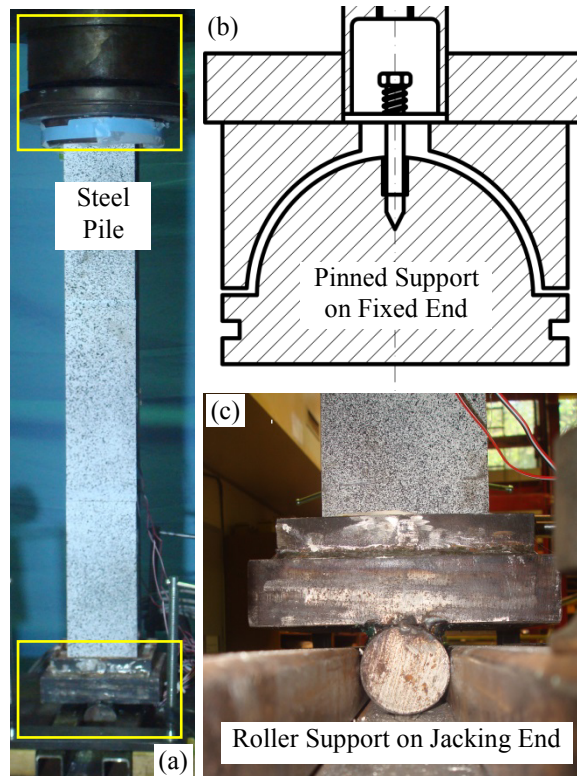 Steel
Pile
(a)
(b)
Pinned Support
on Fixed End
(c)
Roller Support on Jacking End